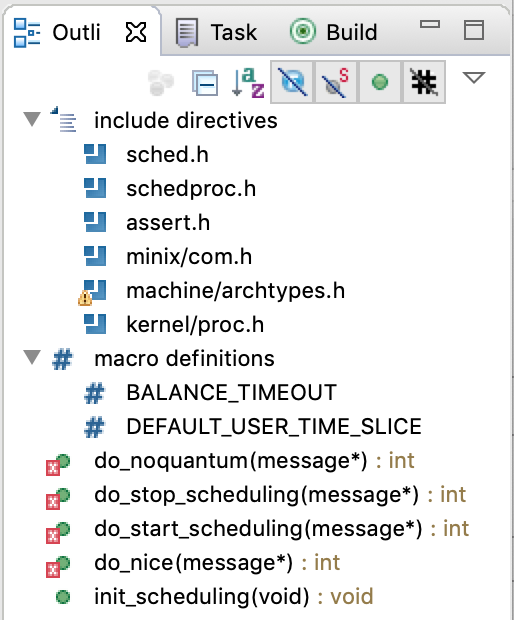 Outli Task Build
include directives
sched.h
schedproc.h
assert.h
minix/com.h
machine/archtypes.h
kernel/proc.h
# macro definitions
# BALANCE_TIMEOUT
# DEFAULT_USER_TIME_SLICE
do_noquantum(message*) : int
do_stop_scheduling(message*) : int
do_start_scheduling(message*) : int
do_nice(message*) : int
init_scheduling(void) : void